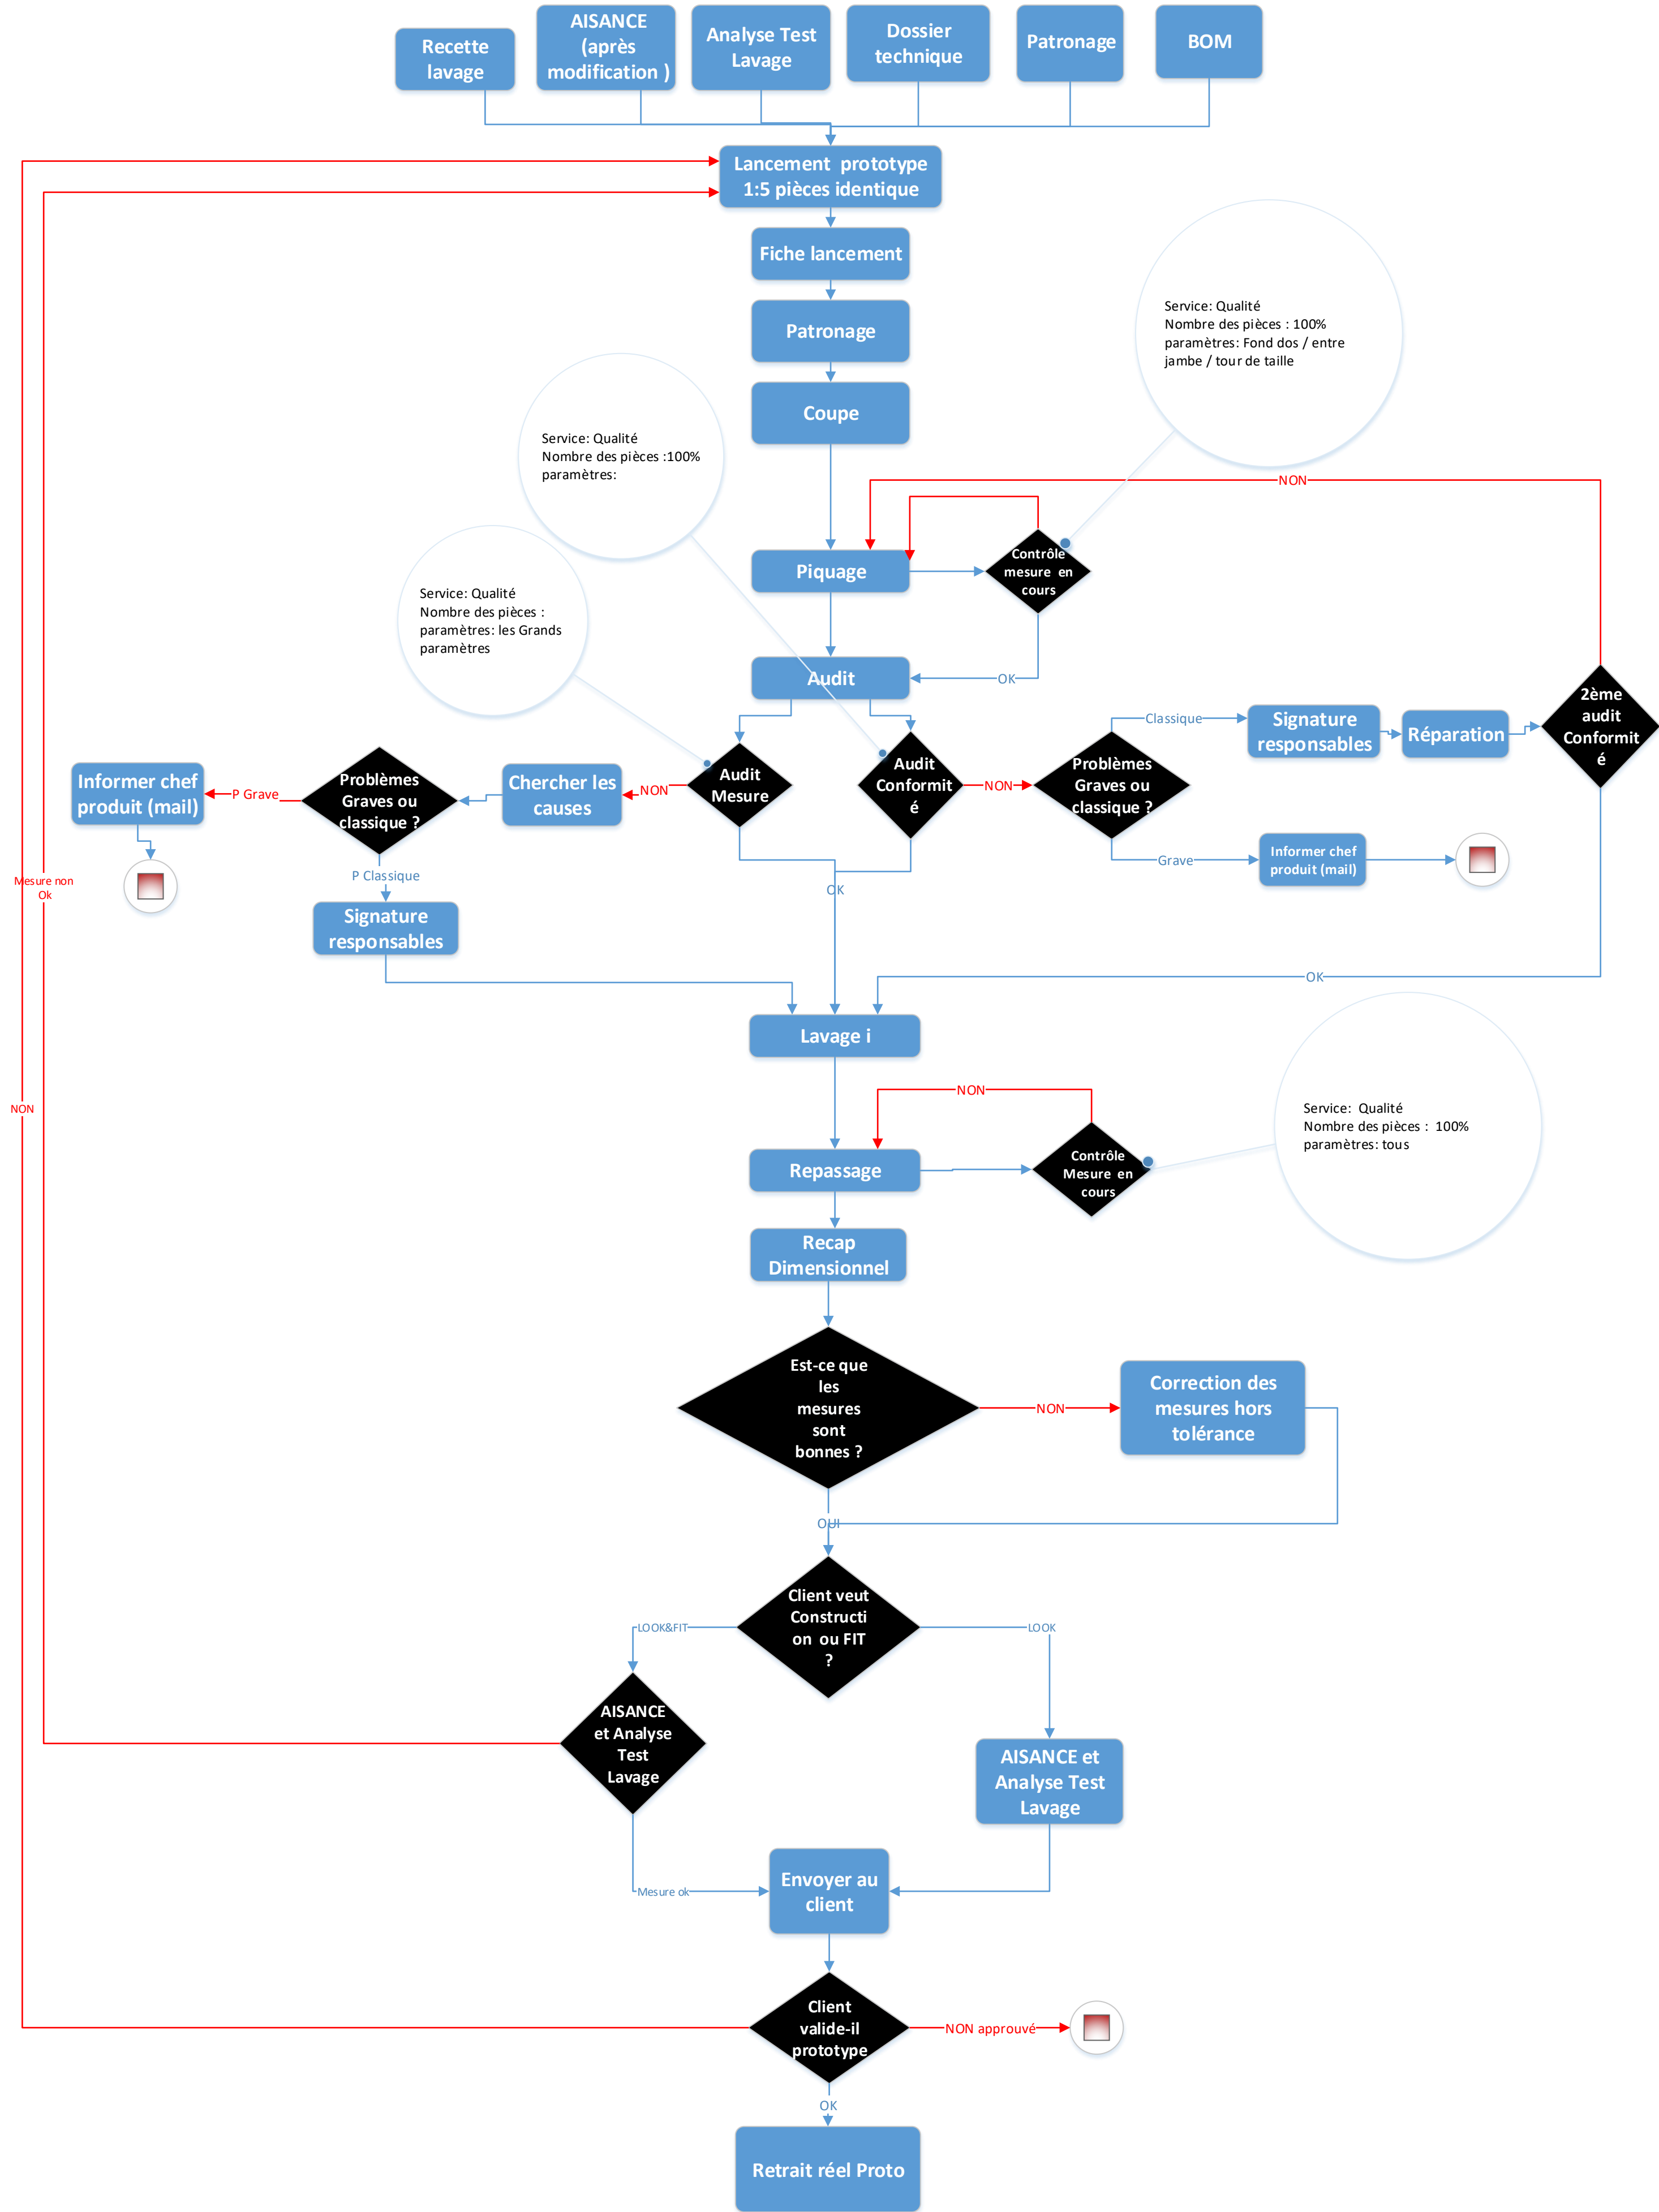 Recette
lavage
AISANCE
(après
modification )
Analyse Test
Lavage
Dossier
technique
Patronage
BOM
Lancement prototype
1:5 pièces identique
Fiche lancement
Patronage
Coupe
Service: Qualité
Nombre des pièces : 100%
paramètres: Fond dos / entre
jambe / tour de taille
Service: Qualité
Nombre des pièces :100%
paramètres:
NON
Piquage
Contrôle
mesure en
cours
Service: Qualité
Nombre des pièces :
paramètres: les Grands
paramètres
Audit
OK
2ème
audit
Conformit
é
Classique
Signature
responsables
Réparation
Informer chef
produit (mail)
P Grave
Problèmes
Graves ou
classique ?
Chercher les
causes
NON
Audit
Mesure
Audit
Conformit
é
NON
Problèmes
Graves ou
classique ?
Grave
Informer chef
produit (mail)
Mesure non
Ok
P Classique
OK
Signature
responsables
OK
Lavage i
NON
NON
Service: Qualité
Nombre des pièces : 100%
paramètres: tous
Repassage
Contrôle
Mesure en
cours
Recap
Dimensionnel
Est-ce que
les
mesures
sont
bonnes ?
NON
Correction des
mesures hors
tolérance
OUI
Client veut
Constructi
on ou FIT
?
LOOK&FIT
LOOK
AISANCE
et Analyse
Test
Lavage
AISANCE et
Analyse Test
Lavage
Mesure ok
Envoyer au
client
Client
valide-il
prototype
NON approuvé
OK
Retrait réel Proto